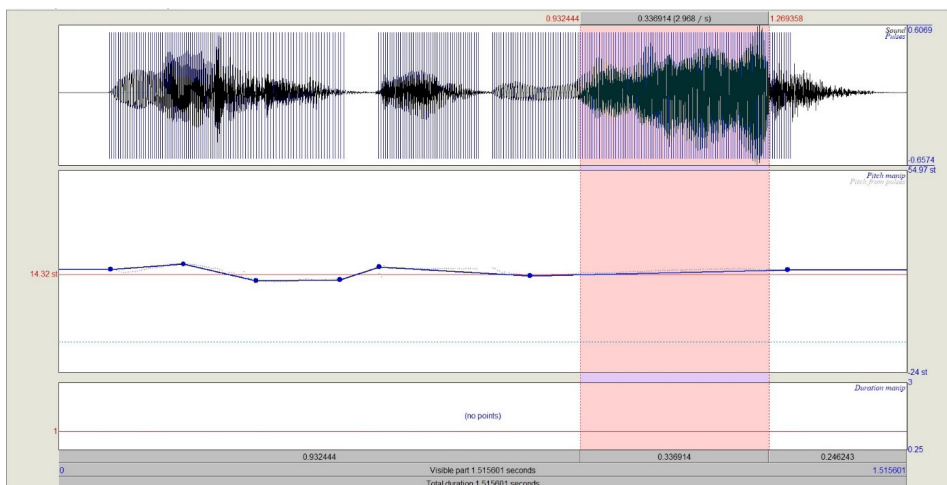 0.932444 0.336914 (2.968 / s) 1.269358
Sound 0.6069
Pulses
-0.6574
54.97 st
Pitch manip
Pitch from pulses
14.32 st
-24 st
3
Duration manip
(no points)
1
0.25
0.932444 0.336914 0.246243
0 Visible part 1.515601 seconds 1.515601
Total duration 1.515601 seconds